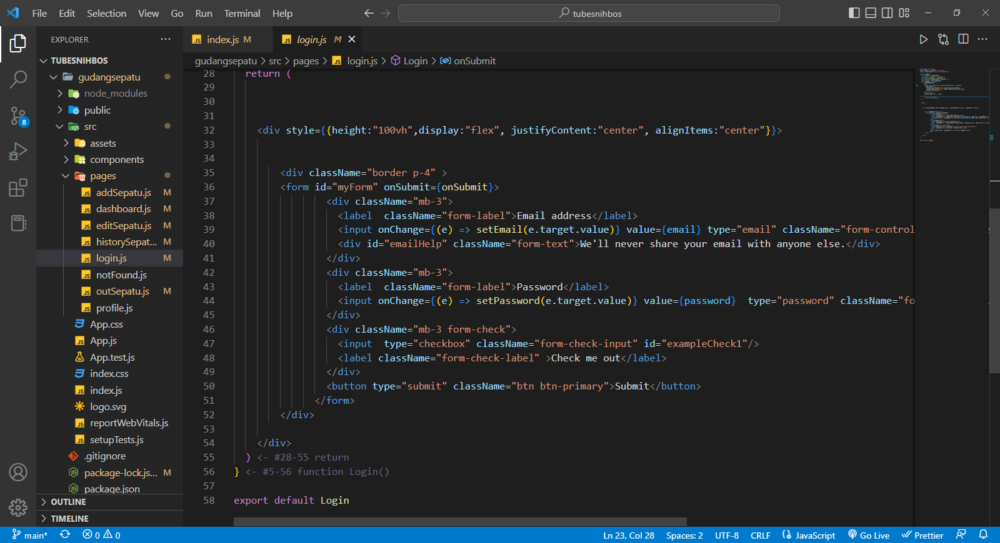 File Edit Selection View Go Run Terminal Help
tubesnihbos
EXPLORER
index.js M
login.js M
gudangsepatu > src > pages > login.js > Login > onSubmit
TUBESNIHBOS
gudangsepatu
node_modules
public
src
assets
components
pages
addSepatu.js M
dashboard.js M
editSepatu.js M
historySepat... M
login.js M
notFound.js
outSepatu.js M
profile.js
App.css
App.js
App.test.js
index.css
index.js
logo.svg
reportWebVitals.js
setupTests.js
.gitignore
package-lock.js... M
package.json
OUTLINE
TIMELINE
8
28 return (
29
30
31
32 <div style={{height:"100vh",display:"flex", justifyContent:"center", alignItems:"center"}}>
33
34
35 <div className="border p-4" >
36 <form id="myForm" onSubmit={onSubmit}>
37 <div className="mb-3">
38 <label  className="form-label">Email address</label>
39 <input onChange={(e) => setEmail(e.target.value)} value={email} type="email" className="form-control
40 <div id="emailHelp" className="form-text">We'll never share your email with anyone else.</div>
41 </div>
42 <div className="mb-3">
43 <label  className="form-label">Password</label>
44 <input onChange={(e) => setPassword(e.target.value)} value={password}  type="password" className="fo
45 </div>
46 <div className="mb-3 form-check">
47 <input  type="checkbox" className="form-check-input" id="exampleCheck1"/>
48 <label className="form-check-label" >Check me out</label>
49 </div>
50 <button type="submit" className="btn btn-primary">Submit</button>
51 </form>
52 </div>
53
54 </div>
55 ) <- #28-55 return
56 } <- #5-56 function Login()
57
58 export default Login
main* 0 0 Ln 23, Col 28 Spaces: 2 UTF-8 CRLF JavaScript Go Live Prettier